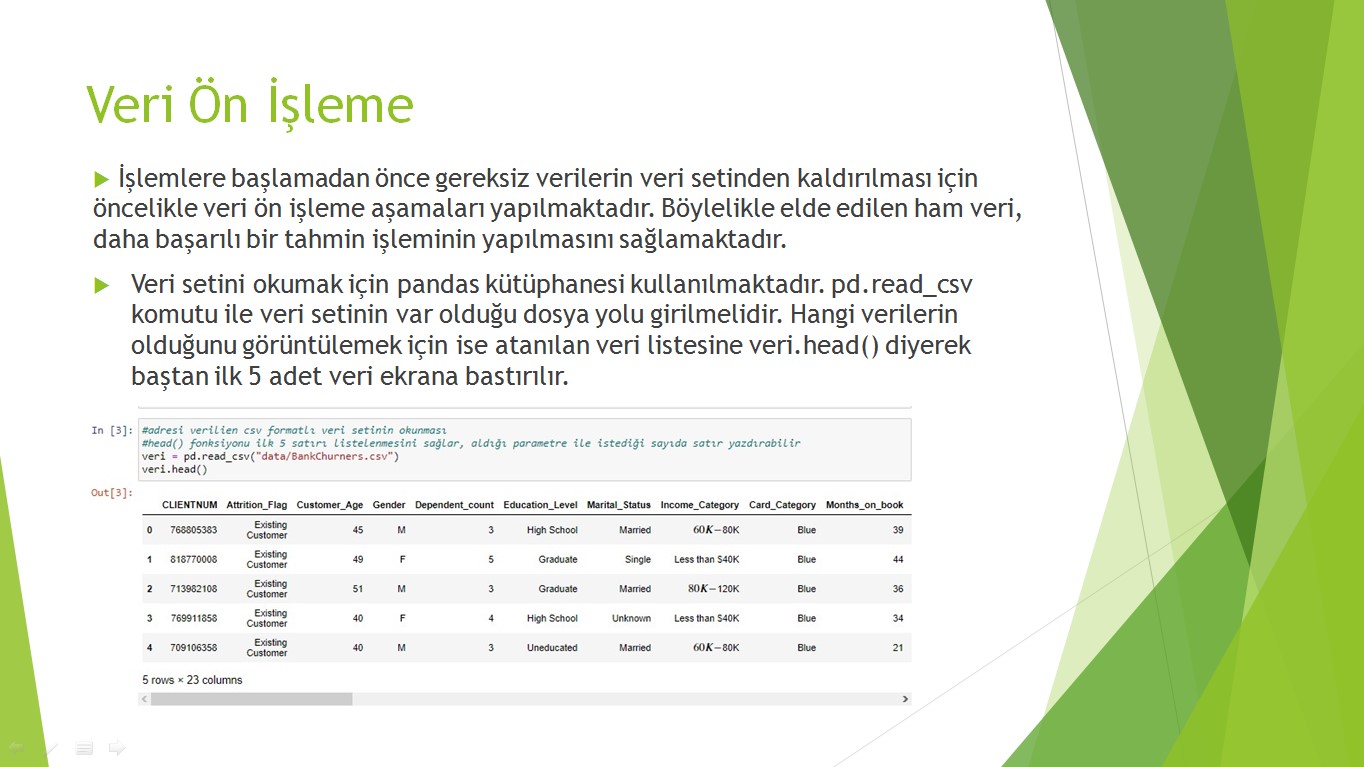 Veri Ön İşleme
İşlemlere başlamadan önce gereksiz verilerin veri setinden kaldırılması için
öncelikle veri ön işleme aşamaları yapılmaktadır. Böylelikle elde edilen ham veri,
daha başarılı bir tahmin işleminin yapılmasını sağlamaktadır.
Veri setini okumak için pandas kütüphanesi kullanılmaktadır. pd.read_csv
komutu ile veri setinin var olduğu dosya yolu girilmelidir. Hangi verilerin
olduğunu görüntülemek için ise atanılan veri listesine veri.head() diyerek
baştan ilk 5 adet veri ekrana bastırılır.
In [3]: #adresi verilien csv formatlı veri setinin okunması
#head() fonksiyonu ilk 5 satırı listelenmesini sağlar, aldığı parametre ile istediği sayıda satır yazdırabilir
veri = pd.read_csv("data/BankChurners.csv")
veri.head()
Out[3]:
CLIENTNUM Attrition_Flag Customer_Age Gender Dependent_count Education_Level Marital_Status Income_Category Card_Category Months_on_book
0 768805383 Existing Customer 45 M 3 High School Married 60K−80K Blue 39
1 818770008 Existing Customer 49 F 5 Graduate Single Less than $40K Blue 44
2 713982108 Existing Customer 51 M 3 Graduate Married 80K−120K Blue 36
3 769911858 Existing Customer 40 F 4 High School Unknown Less than $40K Blue 34
4 709106358 Existing Customer 40 M 3 Uneducated Married 60K−80K Blue 21
5 rows × 23 columns